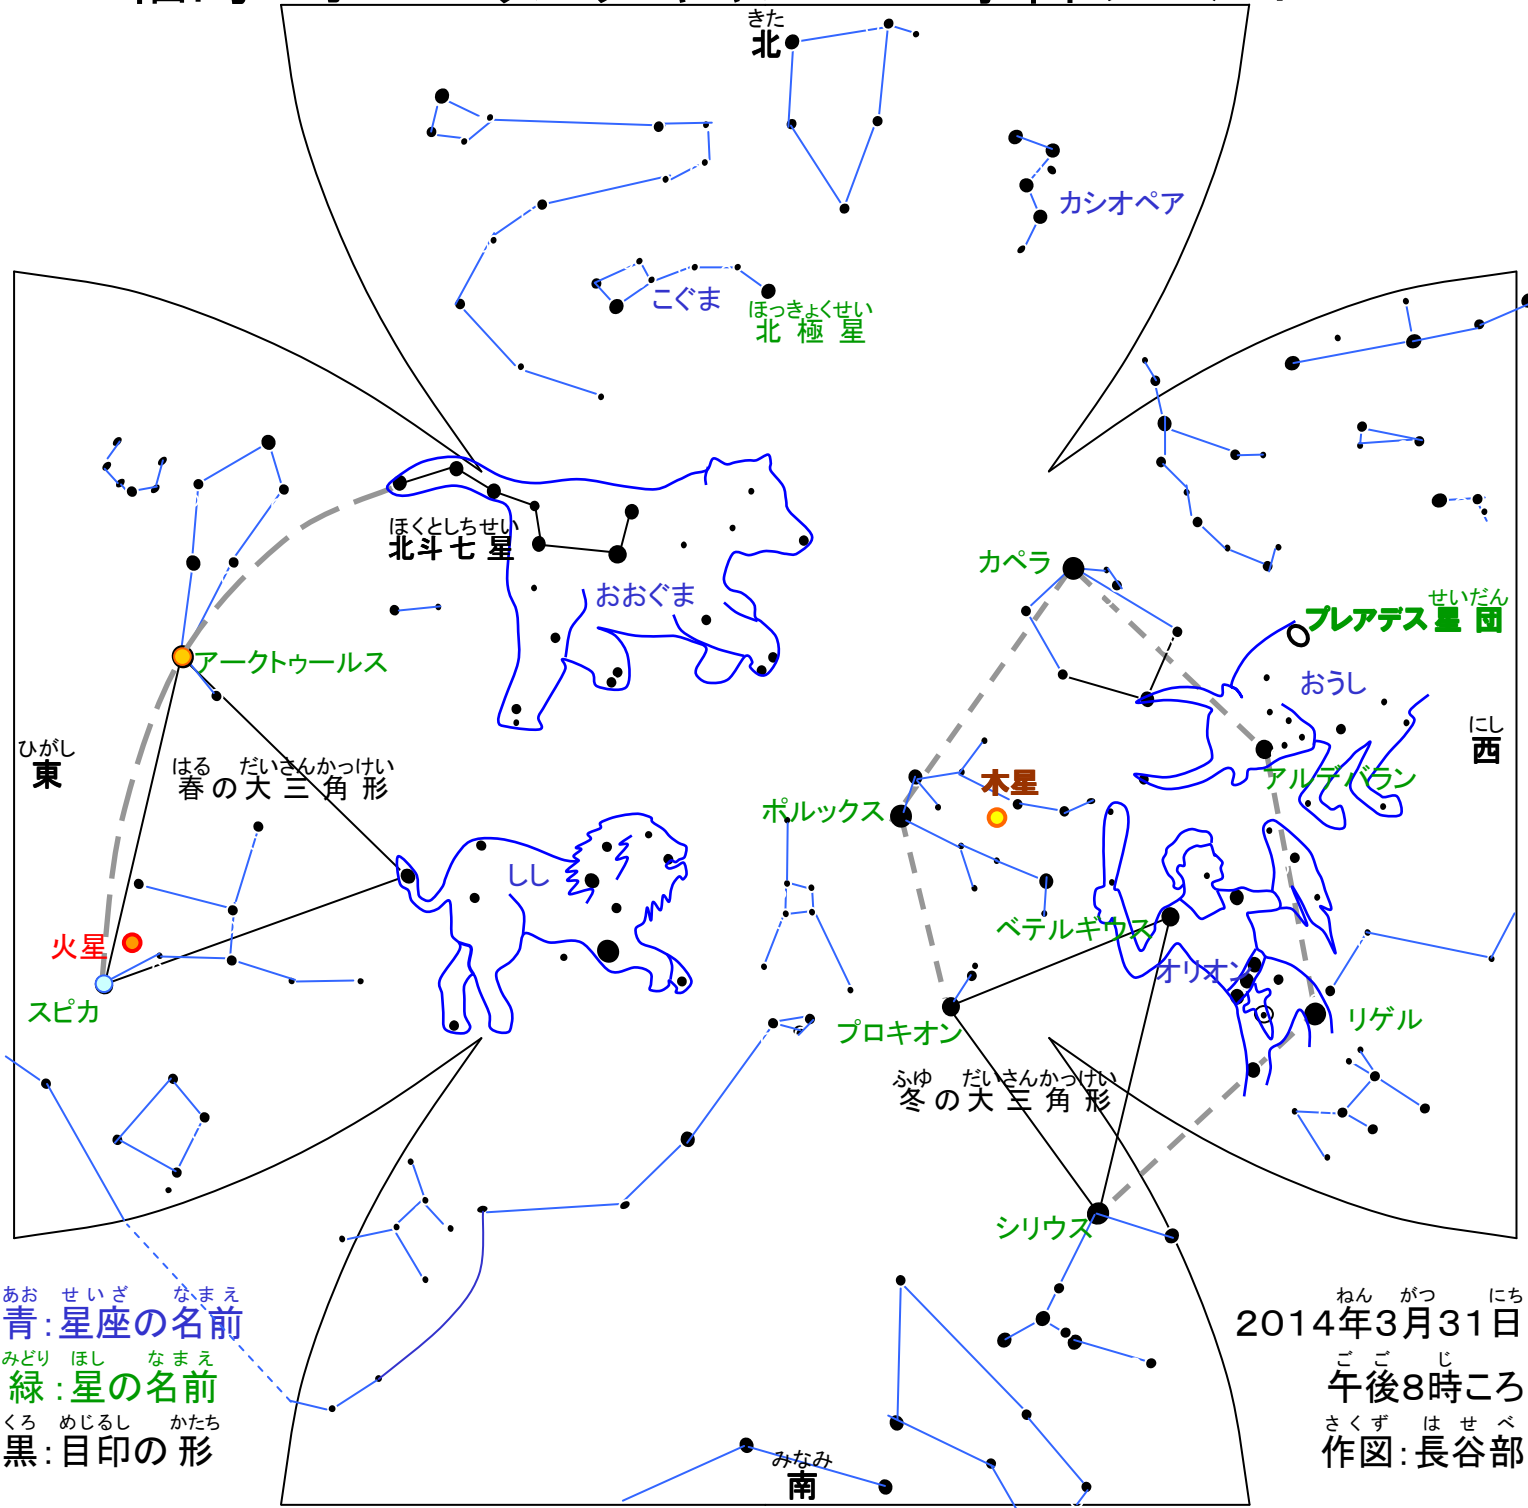 きた
北
カシオペア
こぐま
ほっきょくせい
北極星
ほくとしちせい
北斗七星
おおぐま
カペラ
せいだん
プレアデス星団
アークトゥールス
おうし
ひがし
東
にし
西
はる だいさんかっけい
春の大三角形
木星
アルデバラン
ポルックス
しし
ベテルギウス
火星
オリオン
スピカ
プロキオン
リゲル
ふゆ だいさんかっけい
冬の大三角形
シリウス
あお せいざ なまえ
青:星座の名前
みどり ほし なまえ
緑:星の名前
くろ めじるし かたち
黒:目印の形
ねん がつ にち
2014年3月31日
ごご じ
午後8時ころ
さくず はせべ
作図:長谷部
みなみ
南